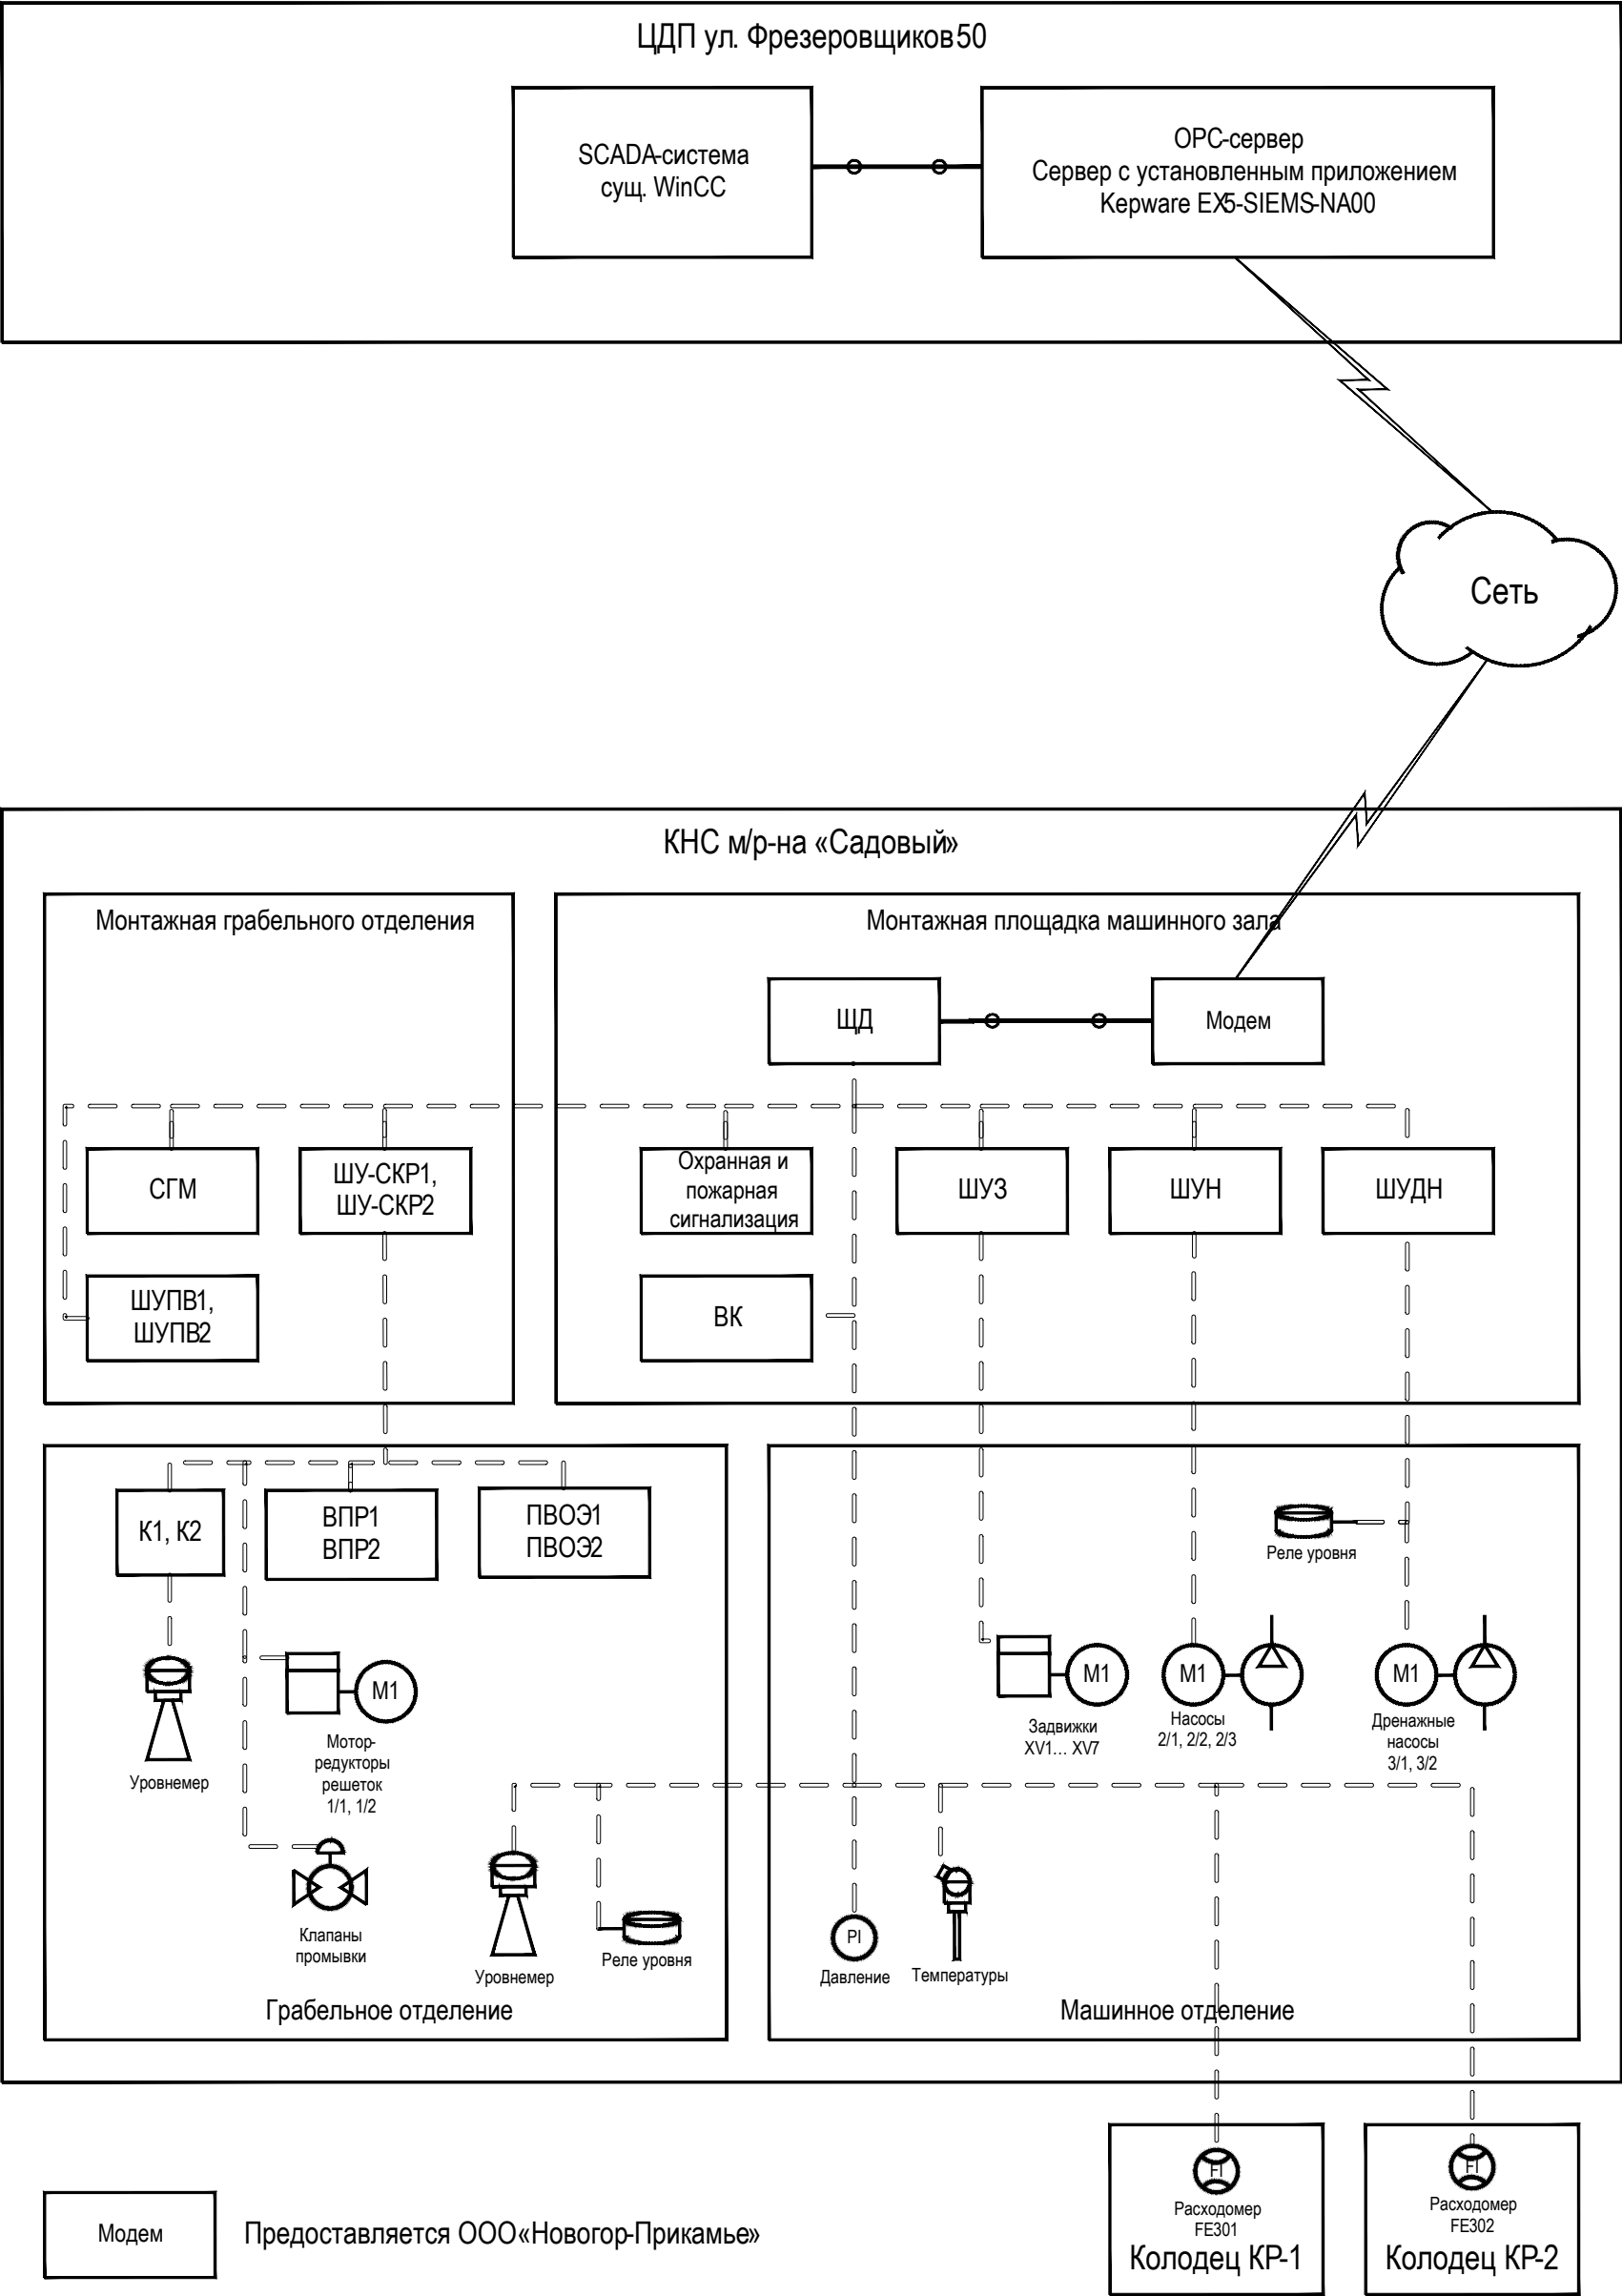 ЦДП ул. Фрезеровщиков50
SCADA-система
сущ. WinCC
OPC-сервер
Сервер с установленным приложением
Kepware EX5-SIEMS-NA00
Сеть
КНС м/р-на «Садовый»
Монтажная грабельного отделения
Монтажная площадка машинного зала
ЩД
Модем
СГМ
ШУ-СКР1,
ШУ-СКР2
Охранная и
пожарная
сигнализация
ШУЗ
ШУН
ШУДН
ШУПВ1,
ШУПВ2
ВК
К1, К2
ВПР1
ВПР2
ПВОЭ1
ПВОЭ2
Реле уровня
М1
Мотор-
редукторы
решеток
1/1, 1/2
Уровнемер
М1
Задвижки
XV1... XV7
М1
Насосы
2/1, 2/2, 2/3
М1
Дренажные
насосы
3/1, 3/2
Клапаны
промывки
Уровнемер
Реле уровня
PI
Давление
Температуры
Грабельное отделение
Машинное отделение
FI
Расходомер
FE301
Колодец КР-1
FI
Расходомер
FE302
Колодец КР-2
Модем
Предоставляется ООО«Новогор-Прикамье»